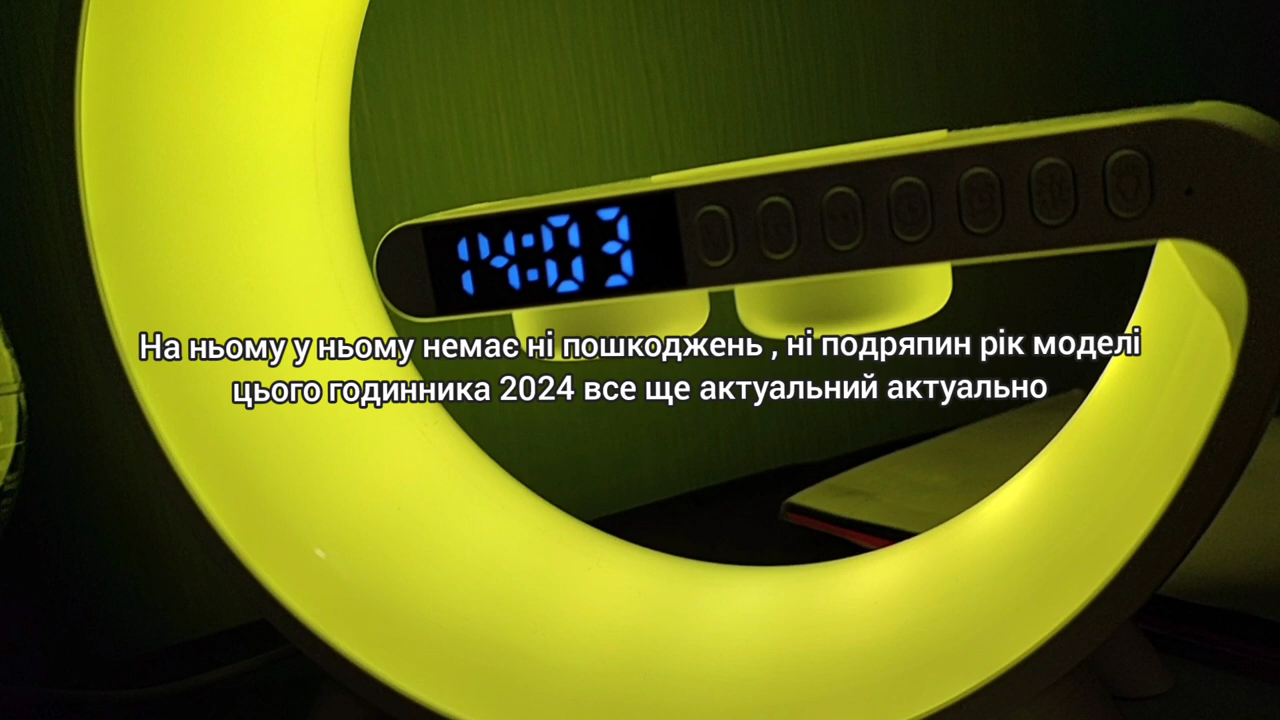 14:03
На ньому у ньому немає ні пошкоджень , ні подряпин рік моделі
цього годинника 2024 все ще актуальний актуально